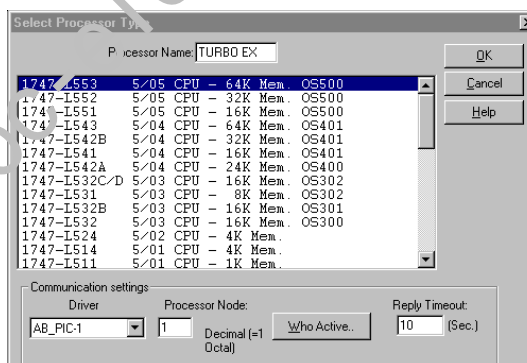 Select Processor Type
Processor Name: TURBO EX
OK
Cancel
Help
1747-L553 5/05 CPU - 64K Mem. OS500
1747-L552 5/05 CPU - 32K Mem. OS500
1747-L551 5/05 CPU - 16K Mem. OS500
1747-L543 5/04 CPU - 64K Mem. OS401
1747-L542B 5/04 CPU - 32K Mem. OS401
1747-L541 5/04 CPU - 16K Mem. OS401
1747-L542A 5/04 CPU - 24K Mem. OS400
1747-L532C/D 5/03 CPU - 16K Mem. OS302
1747-L531 5/03 CPU - 8K Mem. OS302
1747-L532B 5/03 CPU - 16K Mem. OS301
1747-L532 5/03 CPU - 16K Mem. OS300
1747-L524 5/02 CPU - 4K Mem.
1747-L514 5/01 CPU - 4K Mem.
1747-L511 5/01 CPU - 1K Mem.
Communication settings
Driver Processor Node: Reply Timeout:
AB_PIC-1 1 Decimal (=1 Octal) Who Active.. 10 (Sec.)